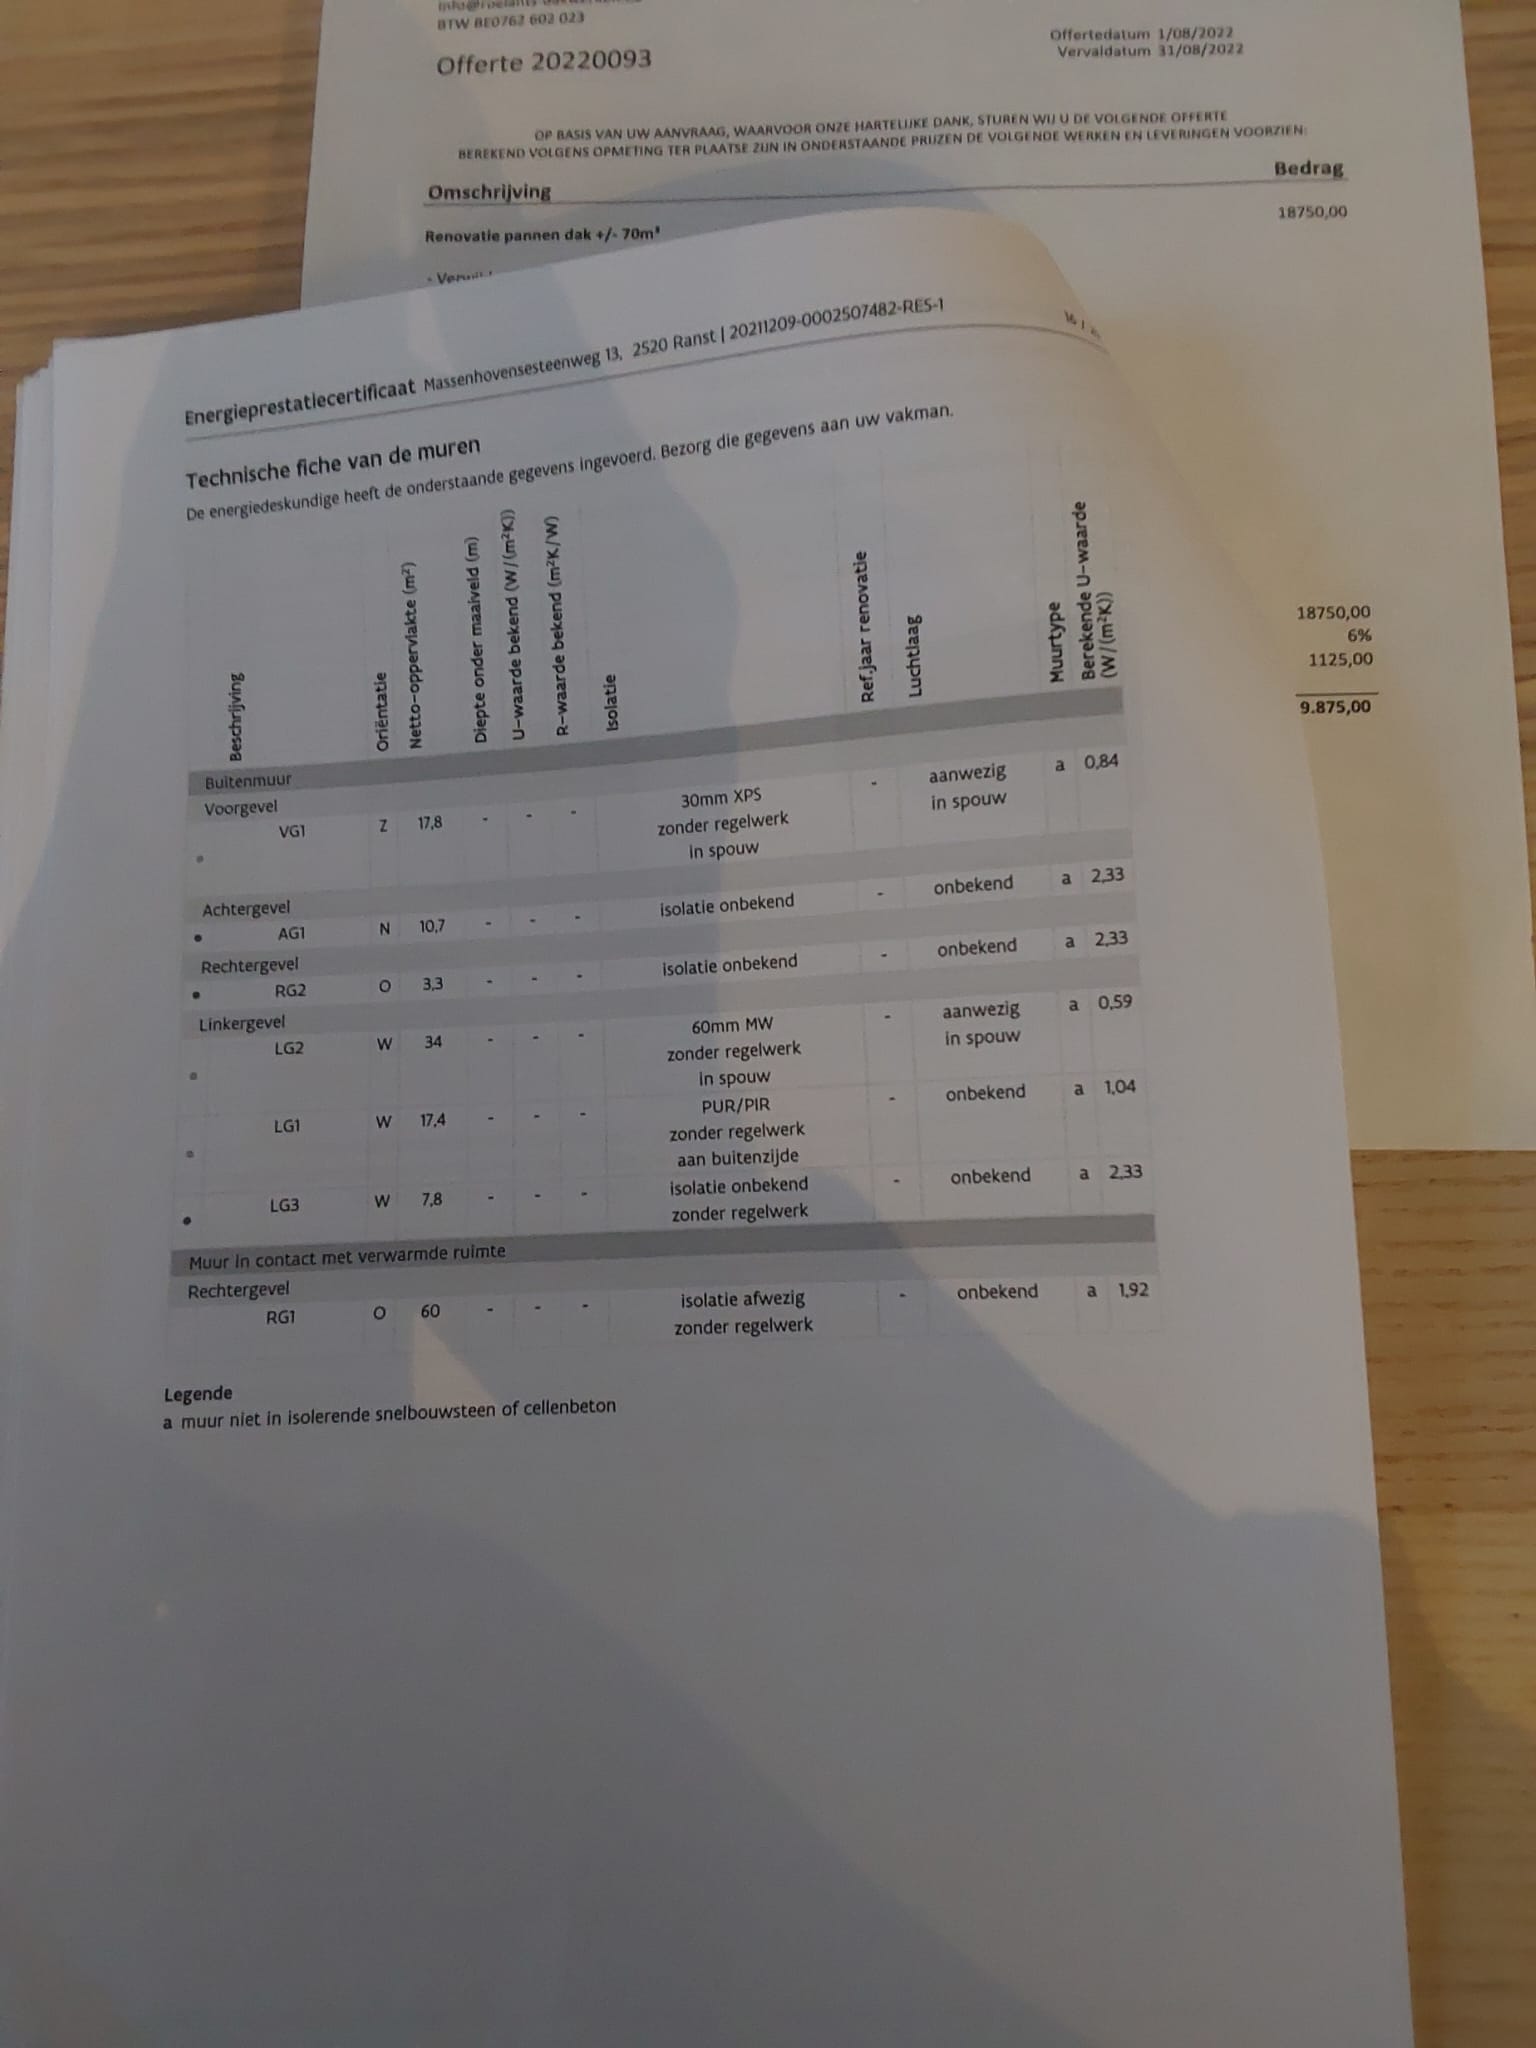 BTW BE0762 602 023
Offerte 20220093
Offertedatum 1/08/2022
Vervaldatum 31/08/2022
OP BASIS VAN UW AANVRAAG, WAARVOOR ONZE HARTELIJKE DANK, STUREN WIJ U DE VOLGENDE OFFERTE
BEREKEND VOLGENS OPMETING TER PLAATSE ZIJN IN ONDERSTAANDE PRIJZEN DE VOLGENDE WERKEN EN LEVERINGEN VOORZIEN:
Omschrijving Bedrag
18750,00
Renovatie pannen dak +/- 70m²
18750,00
6%
1125,00
9.875,00
Energieprestatiecertificaat Massenhovensesteenweg 13, 2520 Ranst | 20211209-0002507482-RES-1
Technische fiche van de muren
De energiedeskundige heeft de onderstaande gegevens ingevoerd. Bezorg die gegevens aan uw vakman.
Beschrijving
Oriëntatie
Netto-oppervlakte (m²)
Diepte onder maaiveld (m)
U-waarde bekend (W/(m²K))
R-waarde bekend (m²K/W)
Isolatie
Ref.jaar renovatie
Luchtlaag
Muurtype
Berekende U-waarde
(W/(m²K))
Buitenmuur
Voorgevel
VG1 Z 17,8 - - - 30mm XPS - aanwezig a 0,84
zonder regelwerk in spouw
in spouw
Achtergevel
AG1 N 10,7 - - - isolatie onbekend - onbekend a 2,33
Rechtergevel
RG2 O 3,3 - - - isolatie onbekend - onbekend a 2,33
Linkergevel
LG2 W 34 - - - 60mm MW - aanwezig a 0,59
zonder regelwerk in spouw
in spouw
LG1 W 17,4 - - - PUR/PIR - onbekend a 1,04
zonder regelwerk
aan buitenzijde
LG3 W 7,8 - - - isolatie onbekend - onbekend a 2,33
zonder regelwerk
Muur in contact met verwarmde ruimte
Rechtergevel
RG1 O 60 - - - isolatie afwezig - onbekend a 1,92
zonder regelwerk
Legende
a muur niet in isolerende snelbouwsteen of cellenbeton